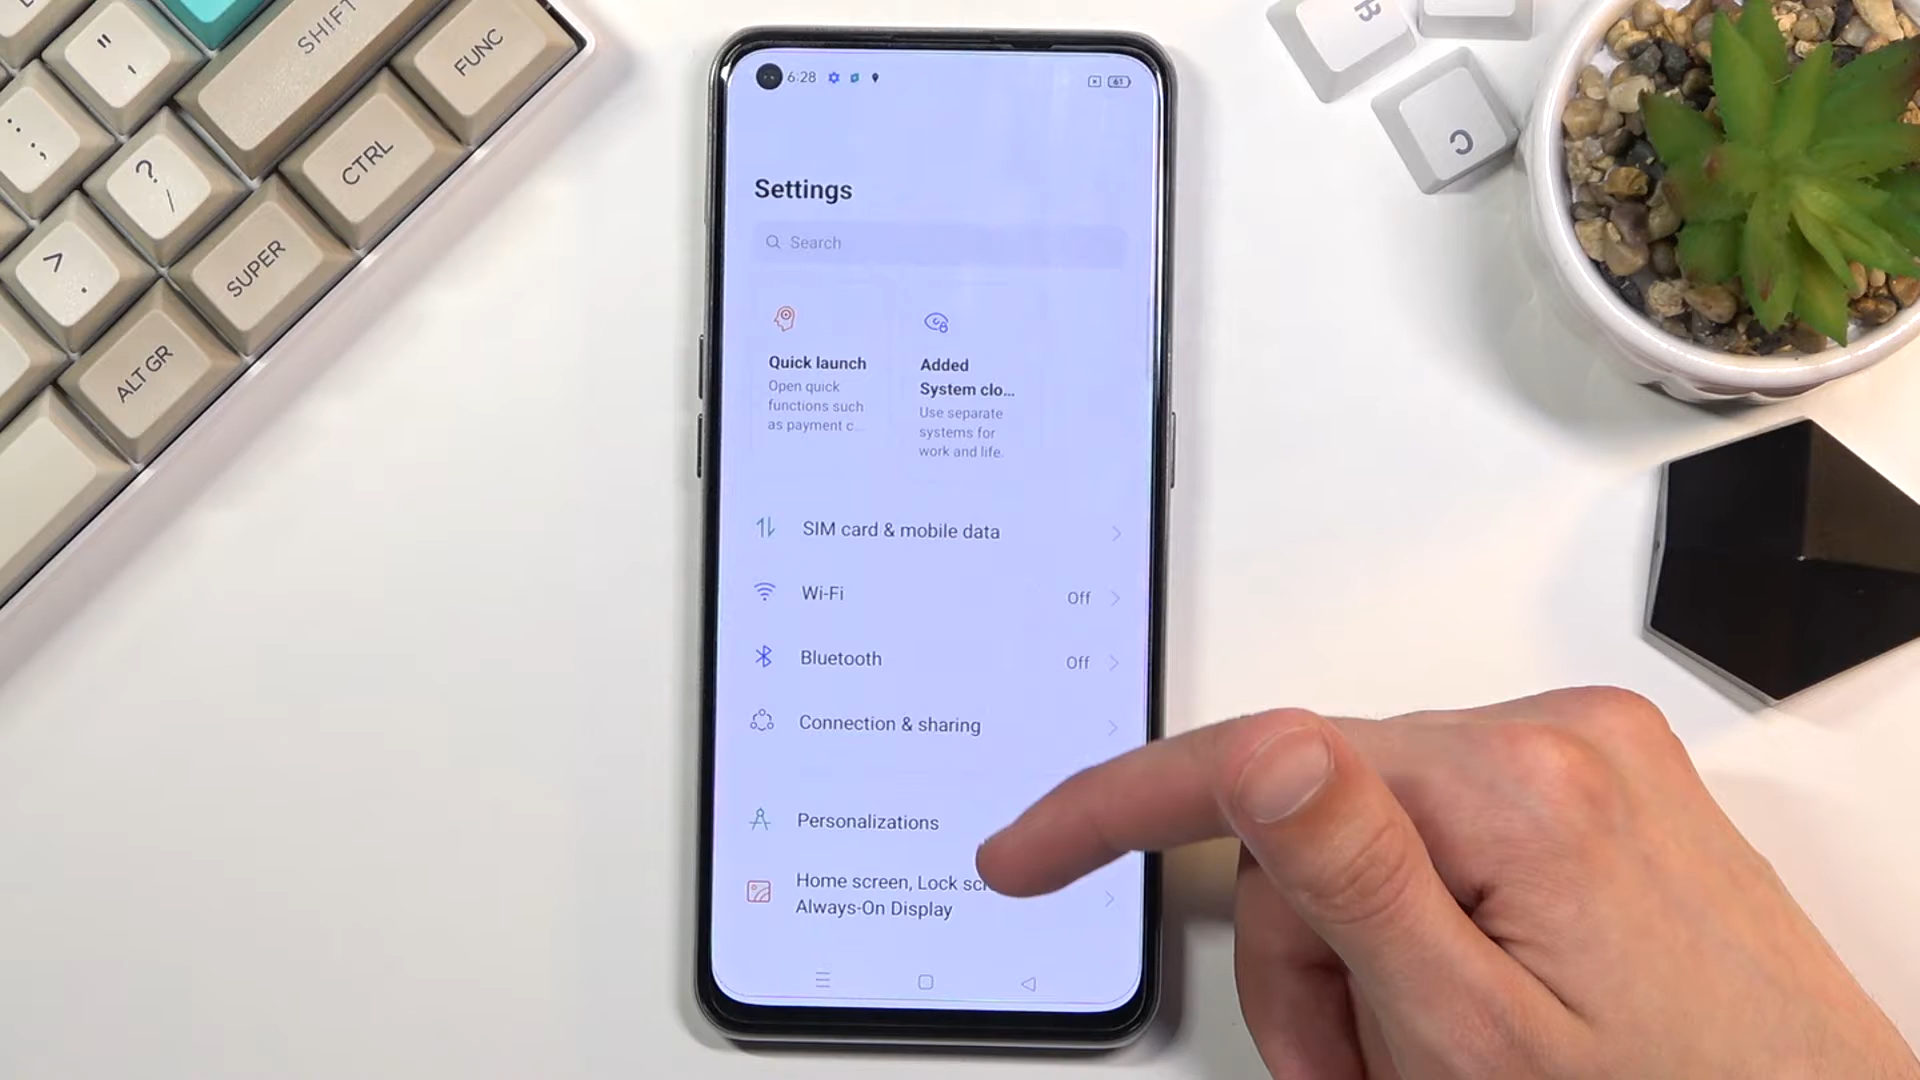 "
,
SHIFT
FUNC
;
:
?
/
CTRL
>
.
SUPER
ALT GR
B
C
6:28
61
Settings
Search
Quick launch
Open quick
functions such
as payment c...
Added
System clo...
Use separate
systems for
work and life.
SIM card & mobile data
Wi-Fi
Off
Bluetooth
Off
Connection & sharing
Personalizations
Home screen, Lock
Always-On Display